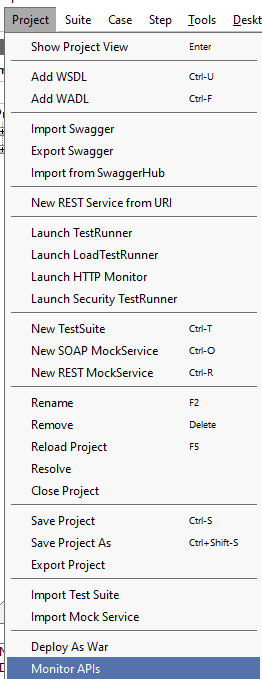 Project Suite Case Step Tools Deskt
Show Project View Enter
Add WSDL Ctrl-U
Add WADL Ctrl-F
Import Swagger
Export Swagger
Import from SwaggerHub
New REST Service from URI
Launch TestRunner
Launch LoadTestRunner
Launch HTTP Monitor
Launch Security TestRunner
New TestSuite Ctrl-T
New SOAP MockService Ctrl-O
New REST MockService Ctrl-R
Rename F2
Remove Delete
Reload Project F5
Resolve
Close Project
Save Project Ctrl-S
Save Project As Ctrl+Shift-S
Export Project
Import Test Suite
Import Mock Service
Deploy As War
Monitor APIs